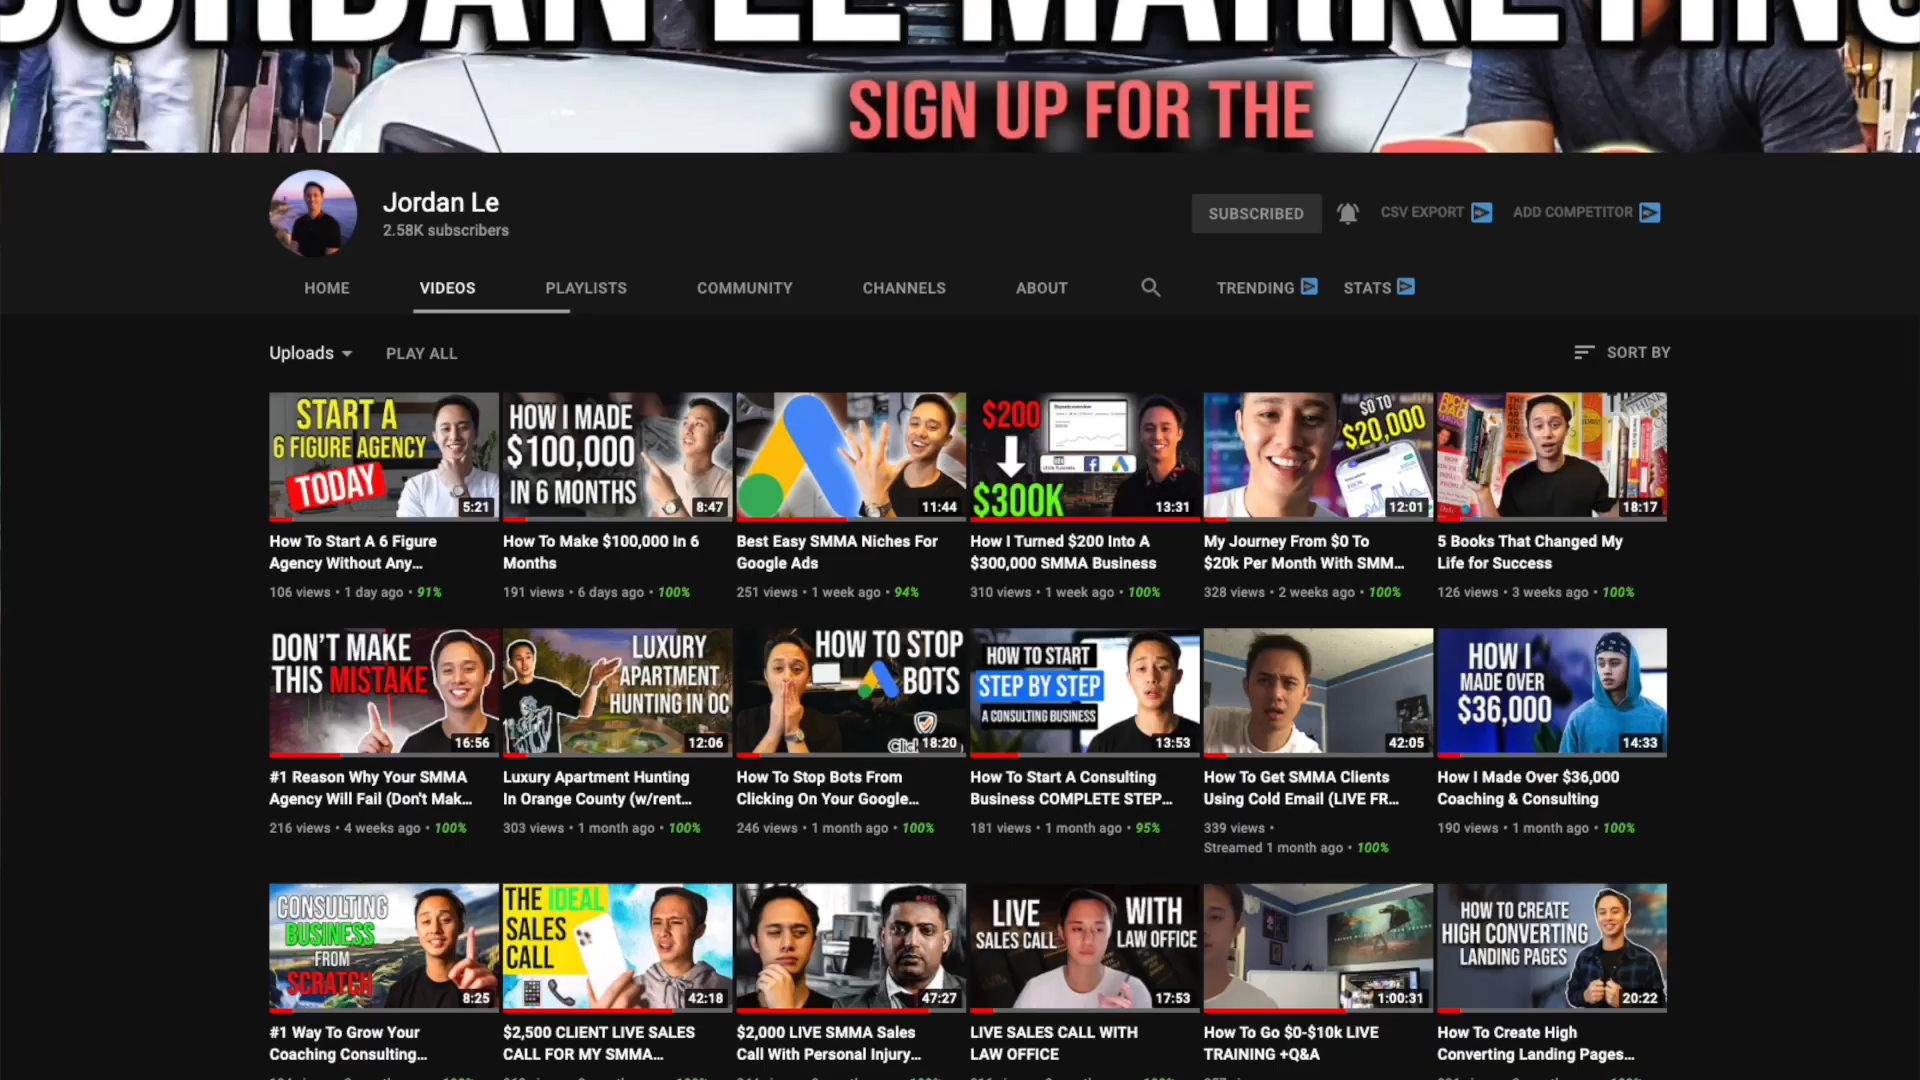 JORDAN LE MARKETING
SIGN UP FOR THE
Jordan Le
2.58K subscribers
SUBSCRIBED
CSV EXPORT
ADD COMPETITOR
HOME
VIDEOS
PLAYLISTS
COMMUNITY
CHANNELS
ABOUT
TRENDING
STATS
Uploads
PLAY ALL
SORT BY
START A
6 FIGURE AGENCY
TODAY
5:21
HOW I MADE
$100,000
IN 6 MONTHS
8:47
11:44
$200
$300K
13:31
$0 TO
$20,000
12:01
RICH
DAD
18:17
How To Start A 6 Figure
Agency Without Any...
106 views • 1 day ago • 91%
How To Make $100,000 In 6
Months
191 views • 6 days ago • 100%
Best Easy SMMA Niches For
Google Ads
251 views • 1 week ago • 94%
How I Turned $200 Into A
$300,000 SMMA Business
310 views • 1 week ago • 100%
My Journey From $0 To
$20k Per Month With SMM...
328 views • 2 weeks ago • 100%
5 Books That Changed My
Life for Success
126 views • 3 weeks ago • 100%
DON'T MAKE
THIS MISTAKE
16:56
LUXURY
APARTMENT
HUNTING IN OC
12:06
HOW TO STOP
BOTS
18:20
HOW TO START
STEP BY STEP
A CONSULTING BUSINESS
13:53
42:05
HOW I
MADE OVER
$36,000
14:33
#1 Reason Why Your SMMA
Agency Will Fail (Don't Mak...
216 views • 4 weeks ago • 100%
Luxury Apartment Hunting
In Orange County (w/rent...
303 views • 1 month ago • 100%
How To Stop Bots From
Clicking On Your Google...
246 views • 1 month ago • 100%
How To Start A Consulting
Business COMPLETE STEP...
181 views • 1 month ago • 95%
How To Get SMMA Clients
Using Cold Email (LIVE FR...
339 views •
Streamed 1 month ago • 100%
How I Made Over $36,000
Coaching & Consulting
190 views • 1 month ago • 100%
CONSULTING
BUSINESS
FROM
SCRATCH
8:25
THE IDEAL
SALES
CALL
42:18
47:27
LIVE
SALES CALL
WITH
LAW OFFICE
17:53
1:00:31
HOW TO CREATE
HIGH CONVERTING
LANDING PAGES
20:22
#1 Way To Grow Your
Coaching Consulting...
$2,500 CLIENT LIVE SALES
CALL FOR MY SMMA...
$2,000 LIVE SMMA Sales
Call With Personal Injury...
LIVE SALES CALL WITH
LAW OFFICE
How To Go $0-$10k LIVE
TRAINING +Q&A
How To Create High
Converting Landing Pages...